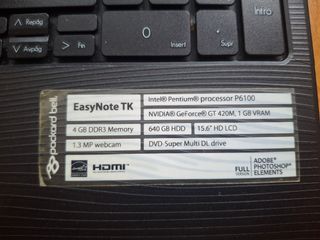 Intro
3
Repág
0
Insert
.
Supr
Avpág
>
Fin
packard bell
EasyNote TK
Intel® Pentium® processor P6100
NVIDIA® GeForce® GT 420M, 1 GB VRAM
4 GB DDR3 Memory
640 GB HDD
15.6" HD LCD
1.3 MP webcam
DVD-Super Multi DL drive
HDMI
FULL VERSION
ADOBE® PHOTOSHOP® ELEMENTS